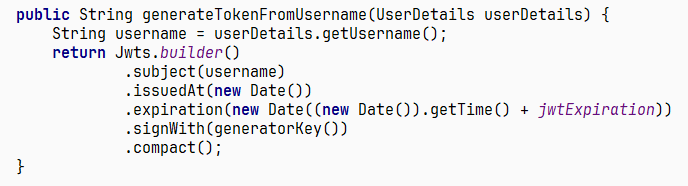 public String generateTokenFromUsername(UserDetails userDetails) {
    String username = userDetails.getUsername();
    return Jwts.builder()
            .subject(username)
            .issuedAt(new Date())
            .expiration(new Date((new Date()).getTime() + jwtExpiration))
            .signWith(generatorKey())
            .compact();
}